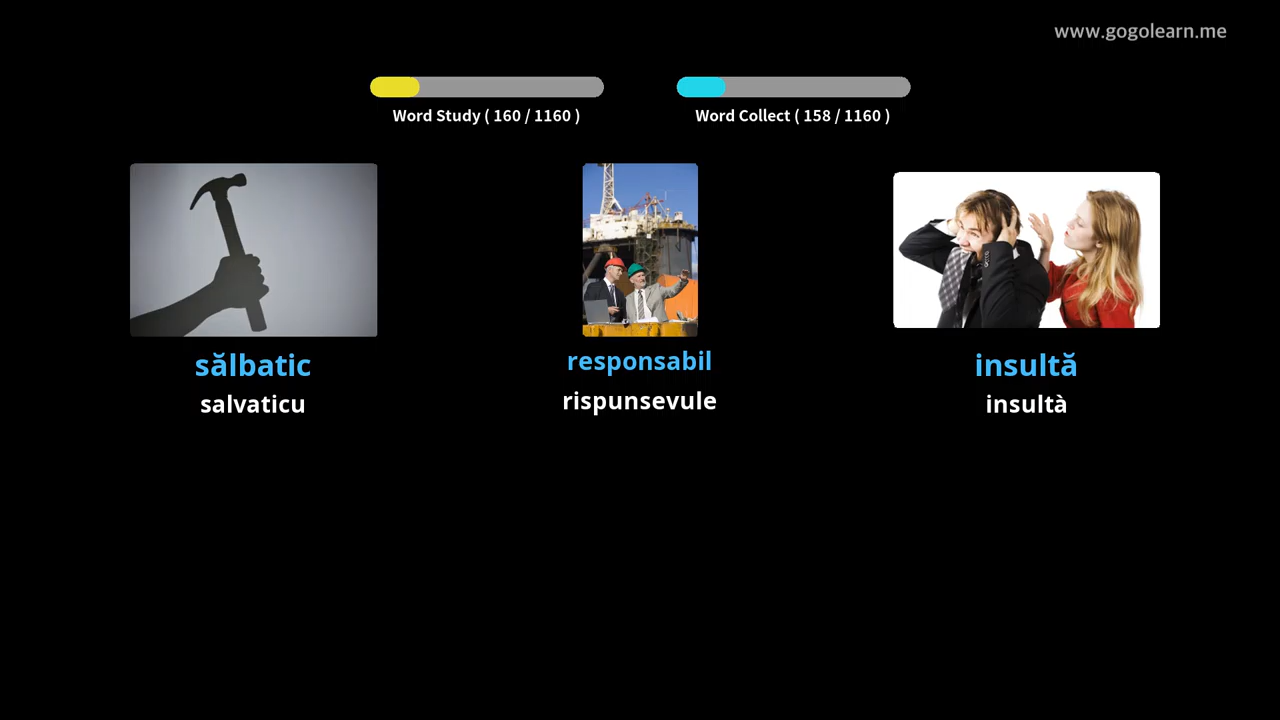 www.gogolearn.me
Word Study ( 160 / 1160 )
Word Collect ( 158 / 1160 )
sălbatic
salvaticu
responsabil
rispunsevule
insultă
insultà